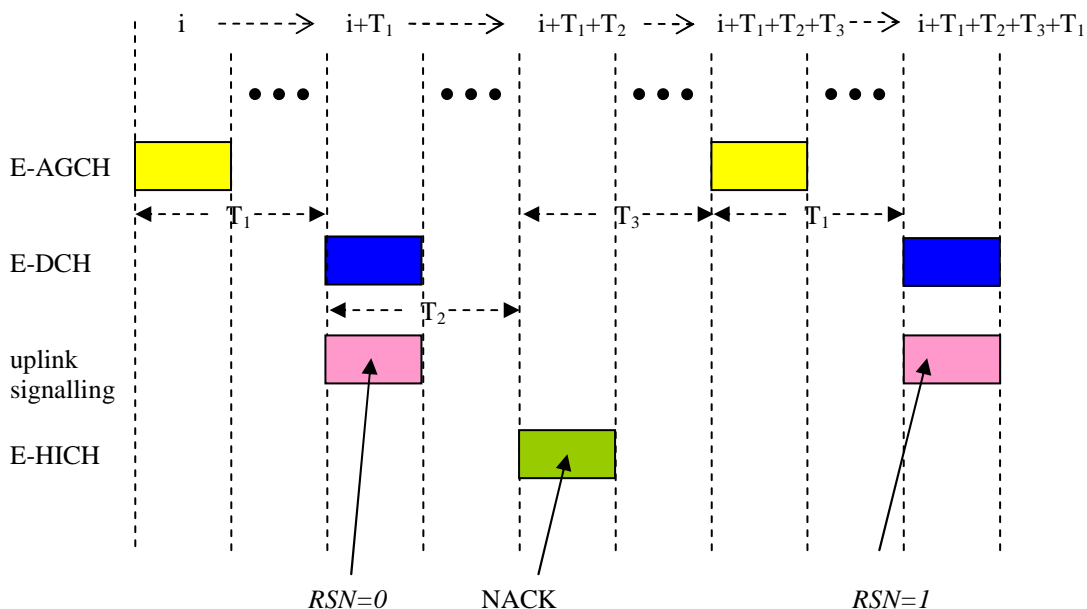 i i+T₁ i+T₁+T₂ i+T₁+T₂+T₃ i+T₁+T₂+T₃+T₁
E-AGCH
T₁ T₃ T₁
E-DCH
T₂
uplink
signalling
E-HICH
RSN=0 NACK RSN=1